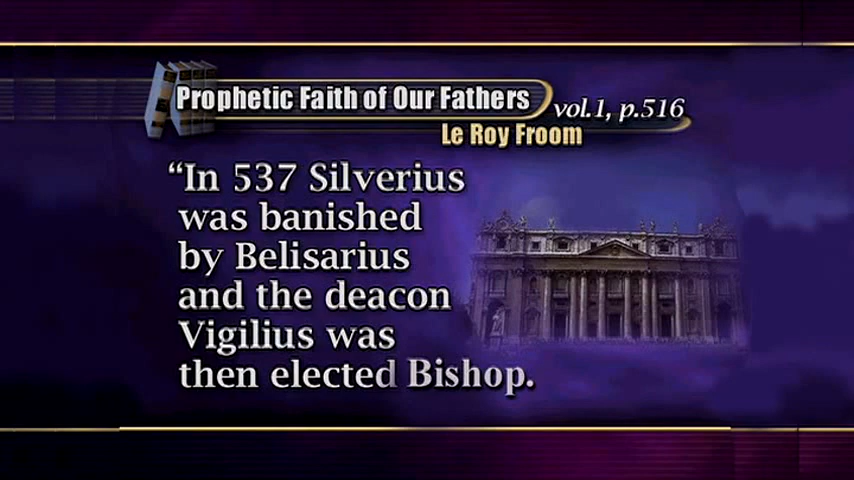 Prophetic Faith of Our Fathers
vol.1, p.516
Le Roy Froom
“In 537 Silverius
was banished
by Belisarius
and the deacon
Vigilius was
then elected Bishop.